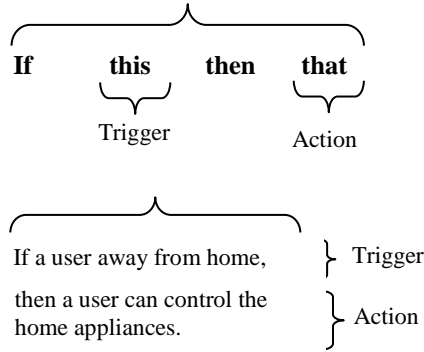 If this then that
Trigger Action
If a user away from home,
Trigger
then a user can control the
home appliances.
Action